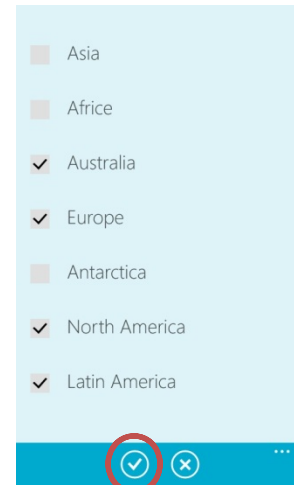 Asia
Africe
Australia
Europe
Antarctica
North America
Latin America
...